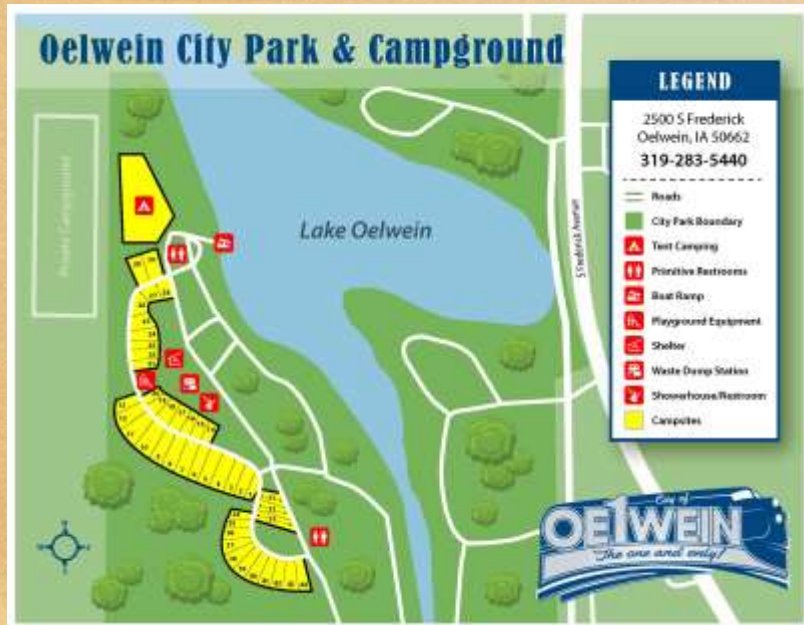 Oelwein City Park & Campground
LEGEND
2500 S Frederick
Oelwein, IA 50662
319-283-5440
Roads
City Park Boundary
Tent Camping
Primitive Restrooms
Boat Ramp
Playground Equipment
Shelter
Waste Dump Station
Showerhouse/Restroom
Campsites
Private Campground
Lake Oelwein
S Frederick Avenue
City of
OELWEIN
The one and only!